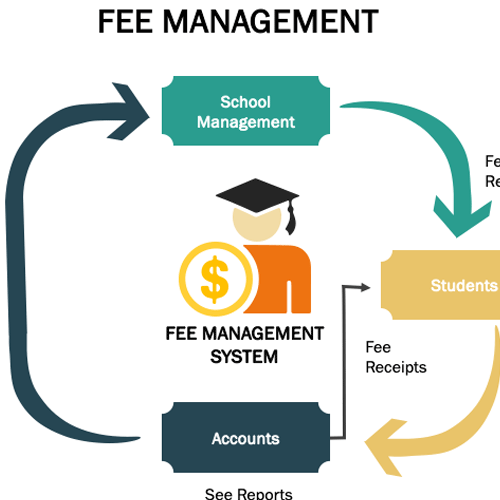 FEE MANAGEMENT
School
Management
Fe
Re
$
Students
FEE MANAGEMENT
SYSTEM
Fee
Receipts
Accounts
See Reports